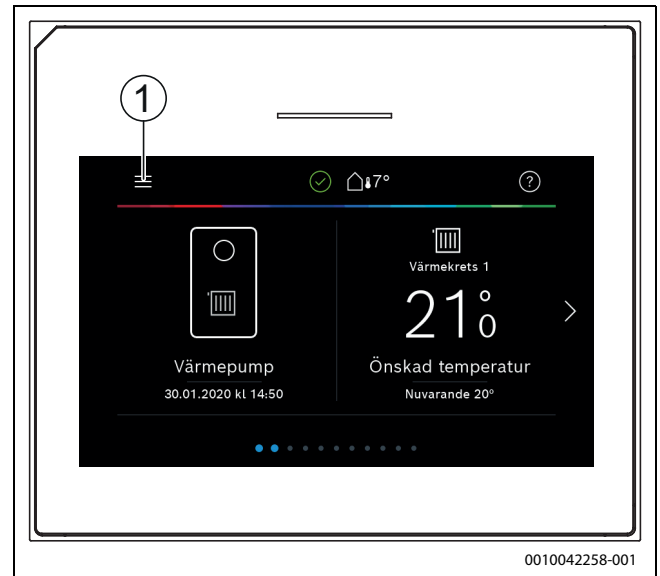 1
7°
?
Värmekrets 1
21°0
Värmepump
Önskad temperatur
30.01.2020 kl 14:50
Nuvarande 20°
0010042258-001